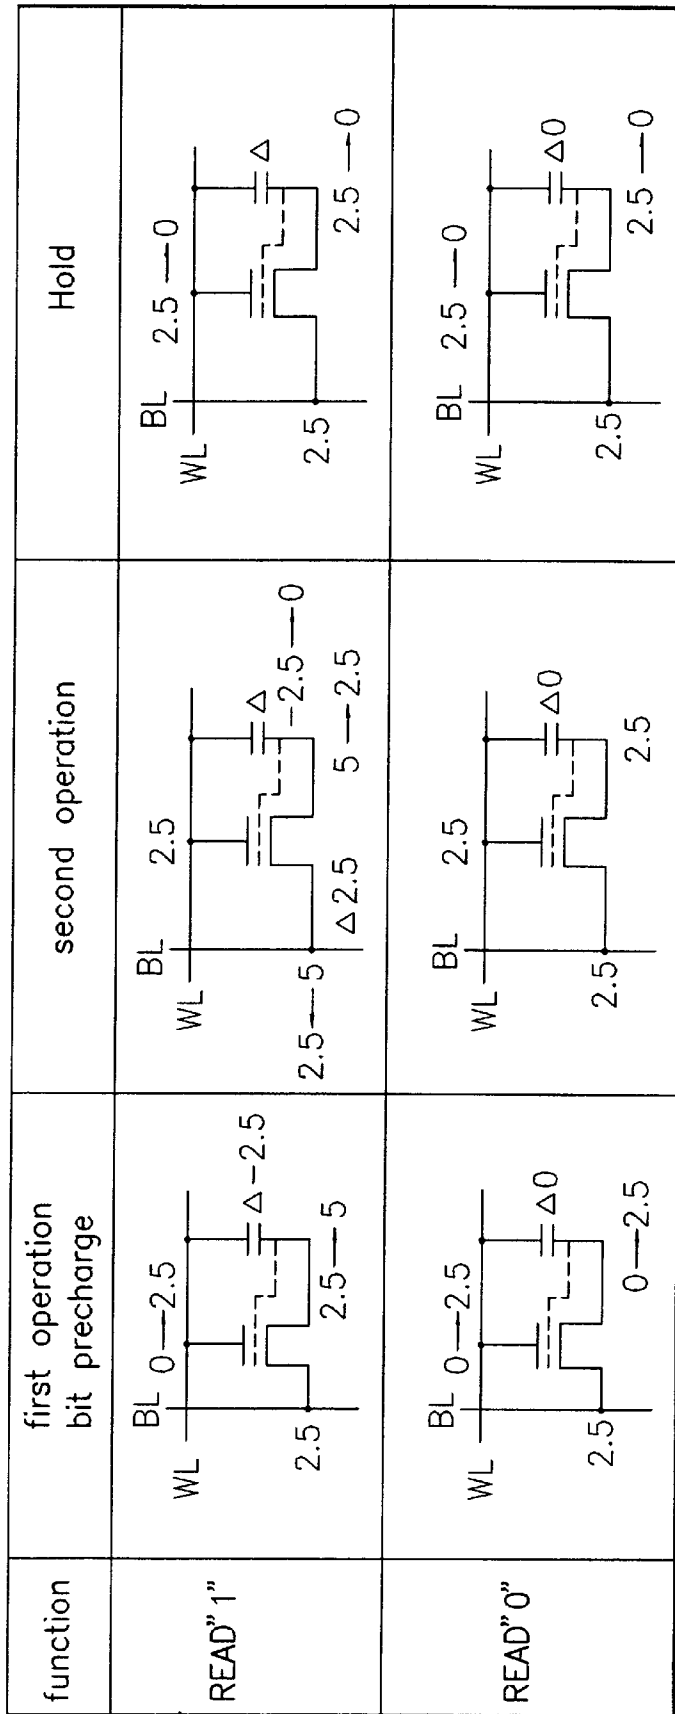 function
first operation
bit precharge
second operation
Hold
READ"1"
BL
0→2.5
WL
Δ-2.5
2.5
2.5→5
BL
2.5
WL
Δ
-2.5→0
2.5←5
Δ2.5
5→2.5
BL
2.5→0
WL
Δ
2.5
2.5→0
READ"0"
BL
0→2.5
WL
Δ0
2.5
0→2.5
BL
2.5
WL
Δ0
2.5
2.5
BL
2.5→0
WL
Δ0
2.5
2.5→0